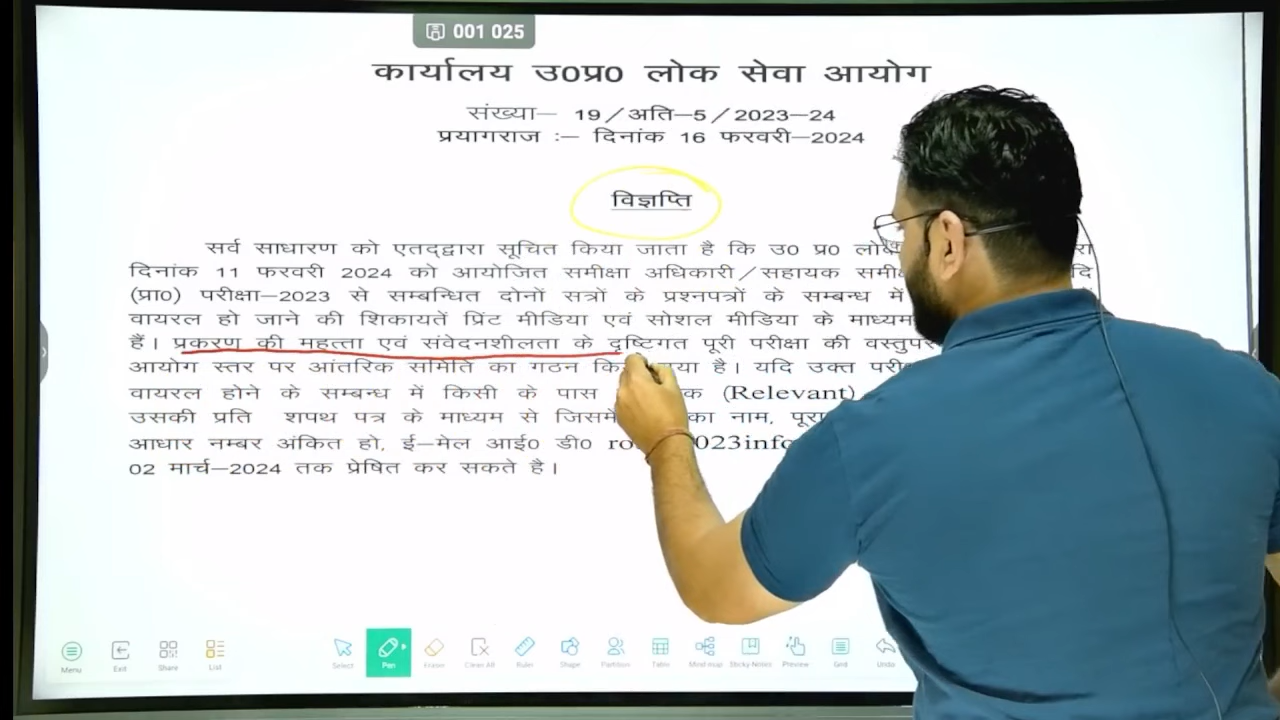 001 025
कार्यालय उ0प्र0 लोक सेवा आयोग
संख्या– 19/अति–5/2023–24
प्रयागराज :– दिनांक 16 फरवरी–2024
विज्ञप्ति
सर्व साधारण को एतद्द्वारा सूचित किया जाता है कि उ0 प्र0
दिनांक 11 फरवरी 2024 को आयोजित समीक्षा अधिकारी/सहायक
(प्रा0) परीक्षा–2023 से सम्बन्धित दोनों सत्रों के प्रश्नपत्रों के सम्बन्ध में
वायरल हो जाने की शिकायतें प्रिंट मीडिया एवं सोशल मीडिया के माध्यम
हैं। प्रकरण की महत्ता एवं संवेदनशीलता के दृष्टिगत पूरी परीक्षा की
आयोग स्तर पर आंतरिक समिति का गठन है। यदि उक्त
वायरल होने के सम्बन्ध में किसी के पास (Relevant)
उसकी प्रति शपथ पत्र के माध्यम से का नाम,
आधार नम्बर अंकित हो, ई–मेल आई0 डी0
02 मार्च–2024 तक प्रेषित कर सकते है।
Menu
Exit
Share
List
Select
Pen
Eraser
Clean All
Ruler
Shape
Partition
Table
Mind map
Sticky Notes
Preview
Grid
Undo